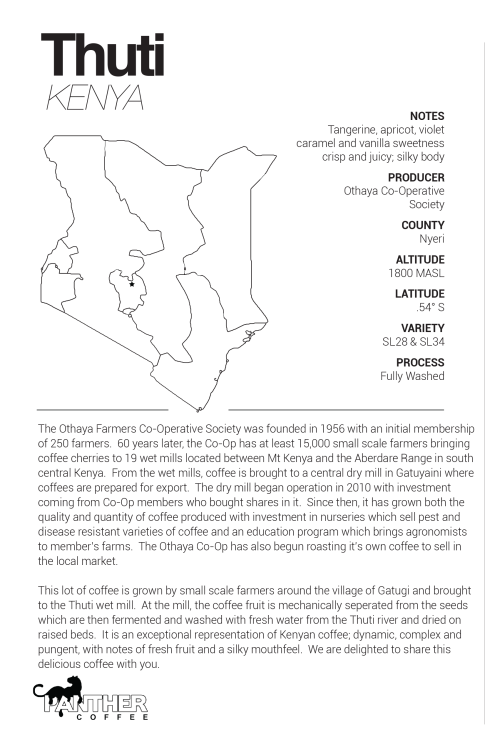 Thuti
KENYA
NOTES
Tangerine, apricot, violet
caramel and vanilla sweetness
crisp and juicy; silky body
PRODUCER
Othaya Co-Operative
Society
COUNTY
Nyeri
ALTITUDE
1800 MASL
LATITUDE
.54° S
VARIETY
SL28 & SL34
PROCESS
Fully Washed
The Othaya Farmers Co-Operative Society was founded in 1956 with an initial membership
of 250 farmers. 60 years later, the Co-Op has at least 15,000 small scale farmers bringing
coffee cherries to 19 wet mills located between Mt Kenya and the Aberdare Range in south
central Kenya. From the wet mills, coffee is brought to a central dry mill in Gatuyaini where
coffees are prepared for export. The dry mill began operation in 2010 with investment
coming from Co-Op members who bought shares in it. Since then, it has grown both the
quality and quantity of coffee produced with investment in nurseries which sell pest and
disease resistant varieties of coffee and an education program which brings agronomists
to member's farms. The Othaya Co-Op has also begun roasting it's own coffee to sell in
the local market.
This lot of coffee is grown by small scale farmers around the village of Gatugi and brought
to the Thuti wet mill. At the mill, the coffee fruit is mechanically seperated from the seeds
which are then fermented and washed with fresh water from the Thuti river and dried on
raised beds. It is an exceptional representation of Kenyan coffee; dynamic, complex and
pungent, with notes of fresh fruit and a silky mouthfeel. We are delighted to share this
delicious coffee with you.
PANTHER
COFFEE